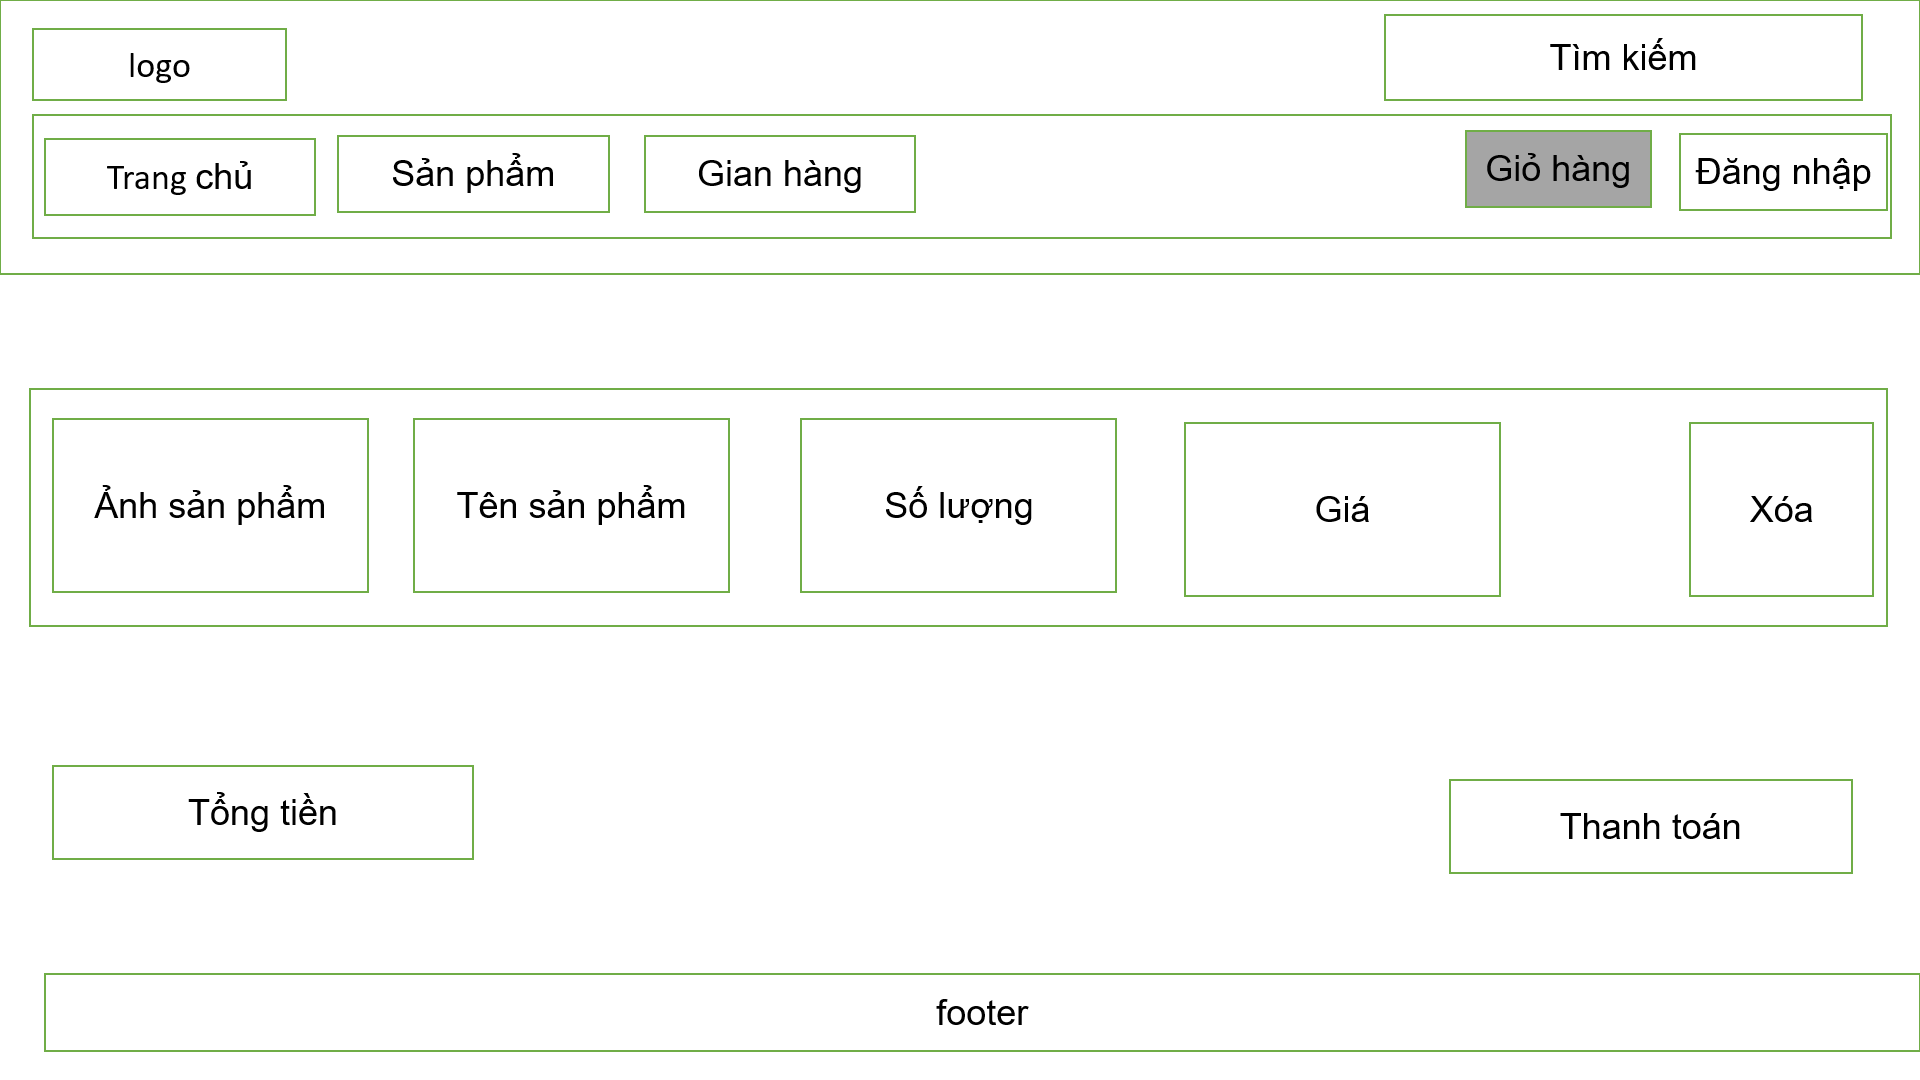 logo
Tìm kiếm
Trang chủ
Sản phẩm
Gian hàng
Giỏ hàng
Đăng nhập
Ảnh sản phẩm
Tên sản phẩm
Số lượng
Giá
Xóa
Tổng tiền
Thanh toán
footer